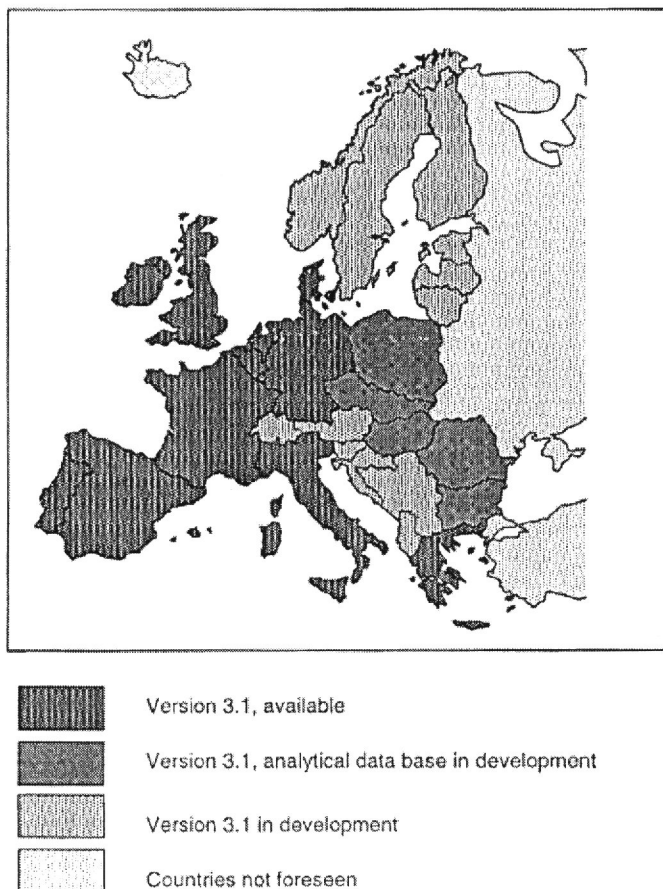 Version 3.1, available
Version 3.1, analytical data base in development
Version 3.1 in development
Countries not foreseen